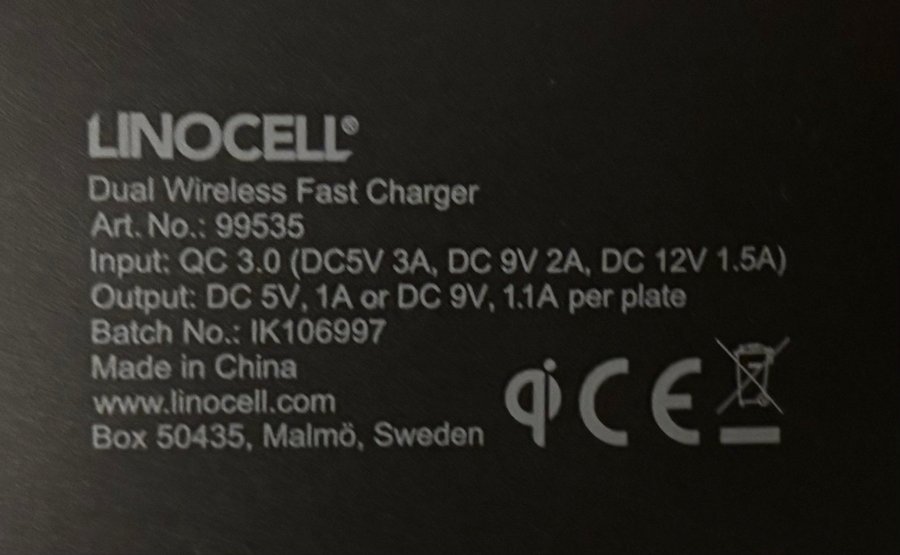 LINOCELL®
Dual Wireless Fast Charger
Art. No.: 99535
Input: QC 3.0 (DC5V 3A, DC 9V 2A, DC 12V 1.5A)
Output: DC 5V, 1A or DC 9V, 1.1A per plate
Batch No.: IK106997
Made in China
www.linocell.com
Box 50435, Malmö, Sweden
qi CE